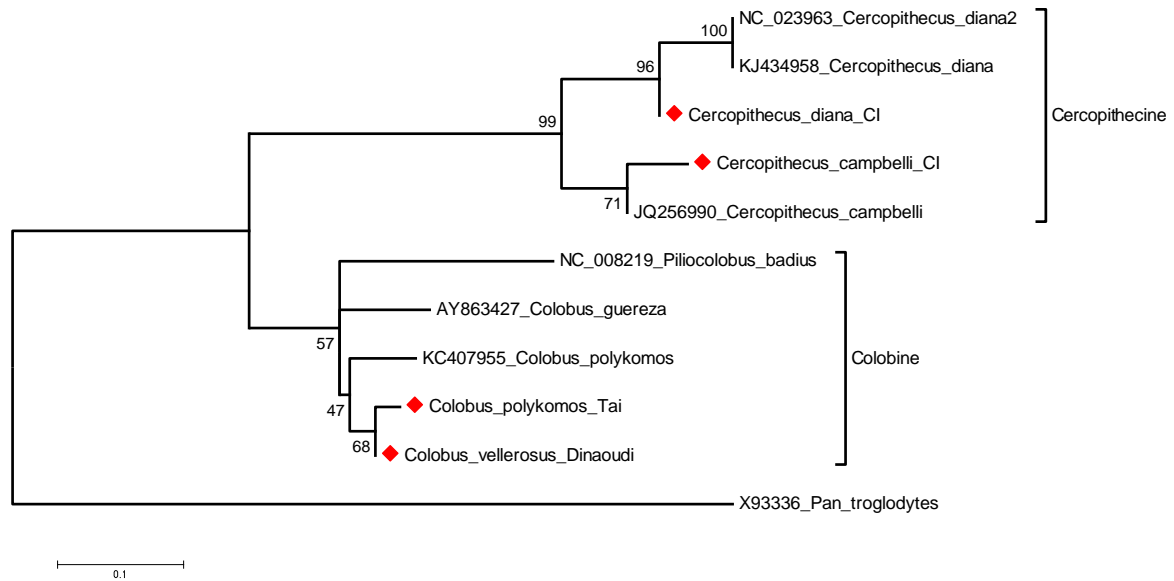 NC_023963_Cercopithecus_diana2
100
KJ434958_Cercopithecus_diana
96
Cercopithecus_diana_CI
Cercopithecine
99
Cercopithecus_campbelli_CI
71
JQ256990_Cercopithecus_campbelli
NC_008219_Piliocolobus_badius
AY863427_Colobus_guereza
57
KC407955_Colobus_polykomos
Colobine
47
Colobus_polykomos_Tai
68
Colobus_vellerosus_Dinaoudi
X93336_Pan_troglodytes
0.1